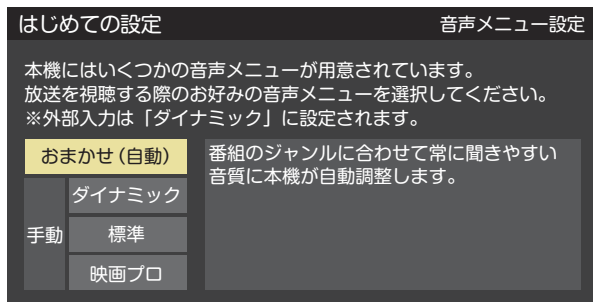 はじめての設定
音声メニュー設定
本機にはいくつかの音声メニューが用意されています。
放送を視聴する際のお好みの音声メニューを選択してください。
※外部入力は「ダイナミック」に設定されます。
おまかせ(自動)
番組のジャンルに合わせて常に聞きやすい
音質に本機が自動調整します。
手動
ダイナミック
標準
映画プロ